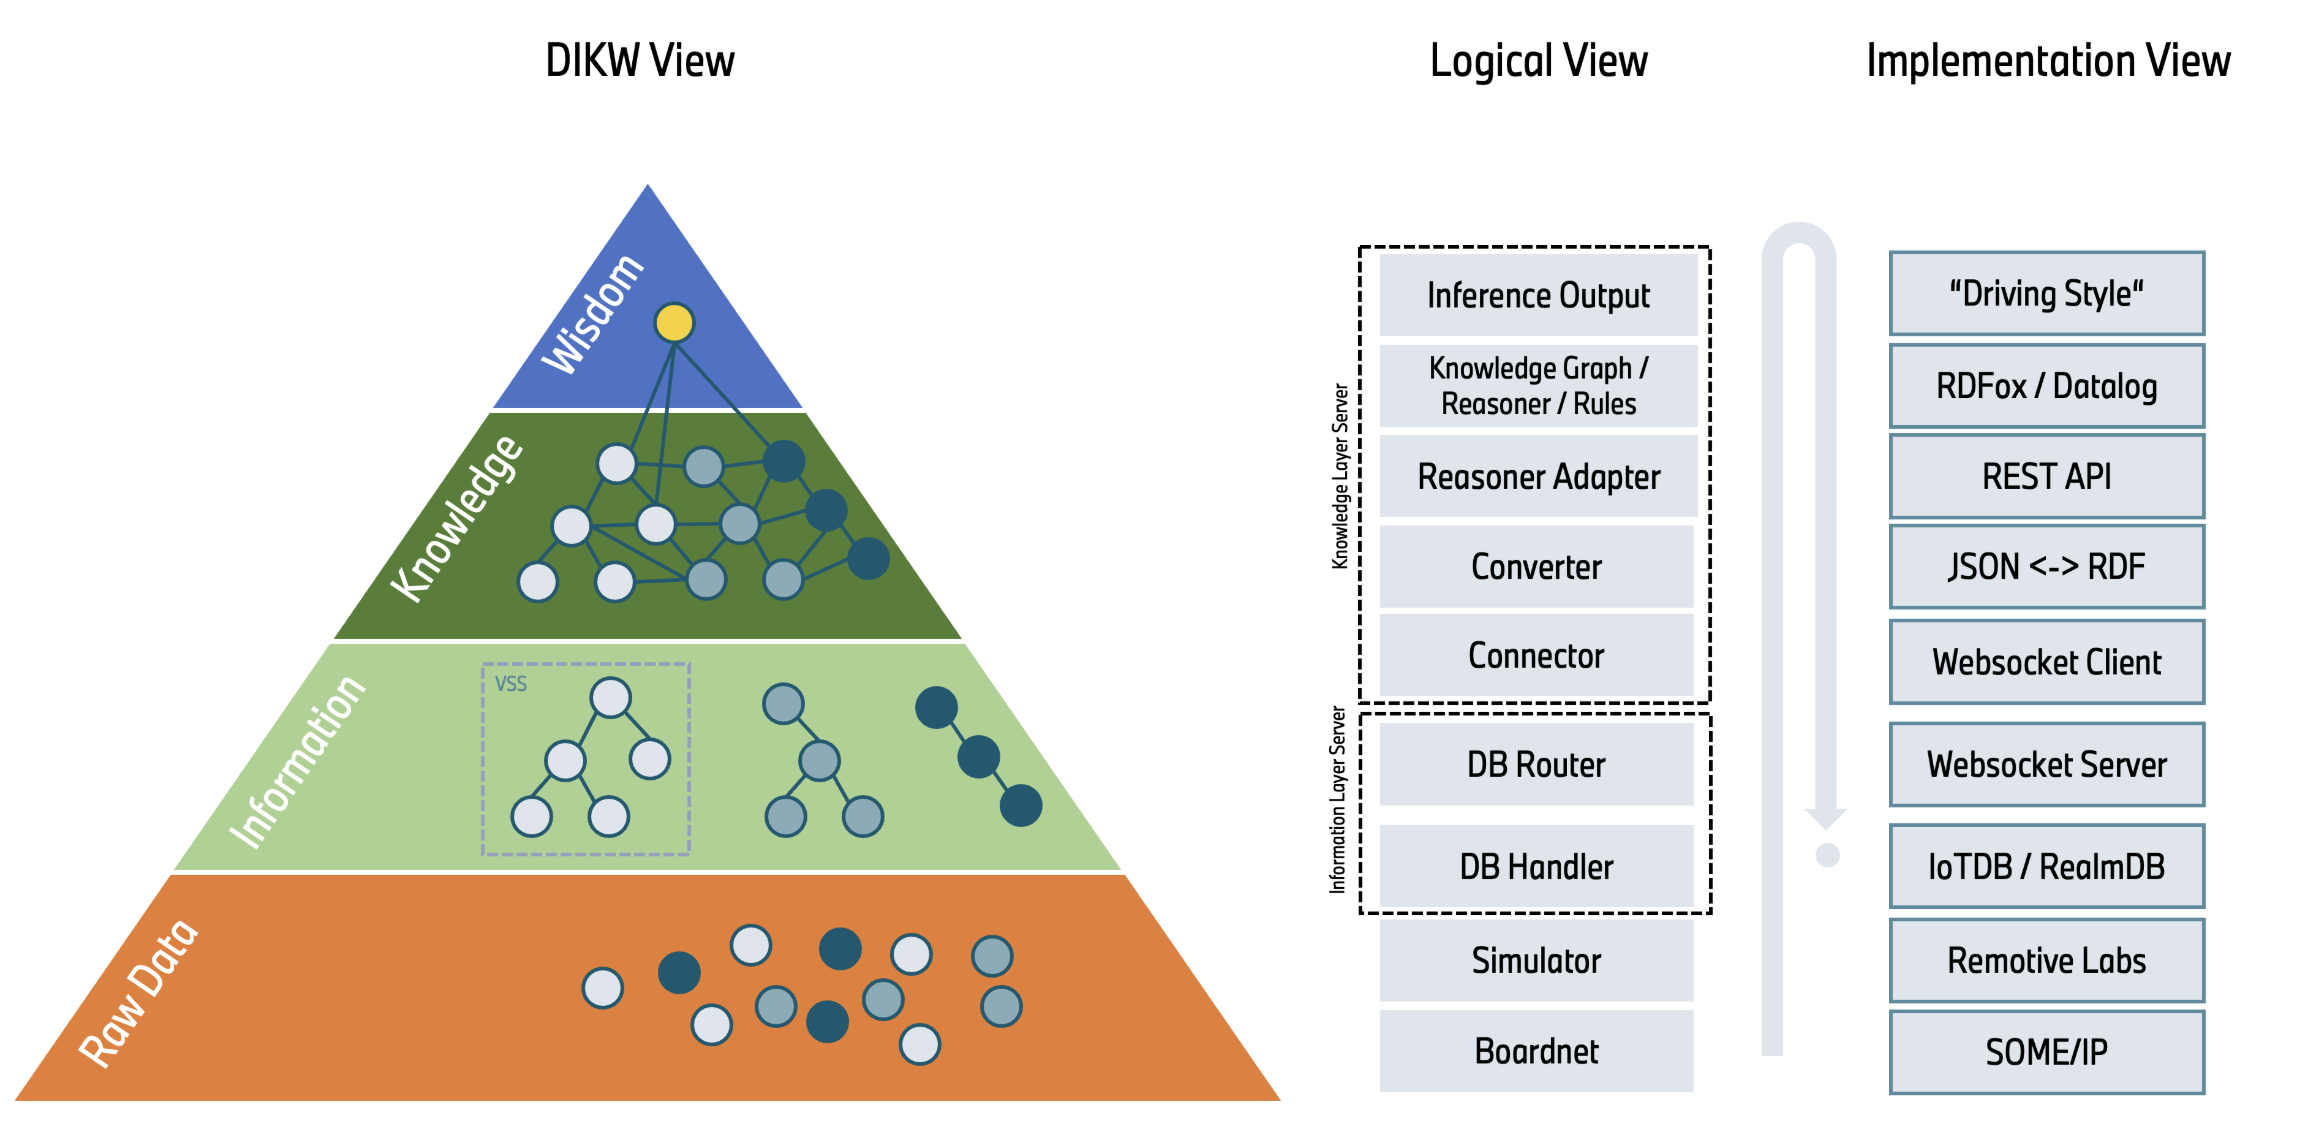 DIKW View
Logical View
Implementation View
Wisdom
Knowledge
Information
VSS
Raw Data
Knowledge Layer Server
Information Layer Server
Inference Output
Knowledge Graph /
Reasoner / Rules
Reasoner Adapter
Converter
Connector
DB Router
DB Handler
Simulator
Boardnet
“Driving Style“
RDFox / Datalog
REST API
JSON <-> RDF
Websocket Client
Websocket Server
IoTDB / RealmDB
Remotive Labs
SOME/IP